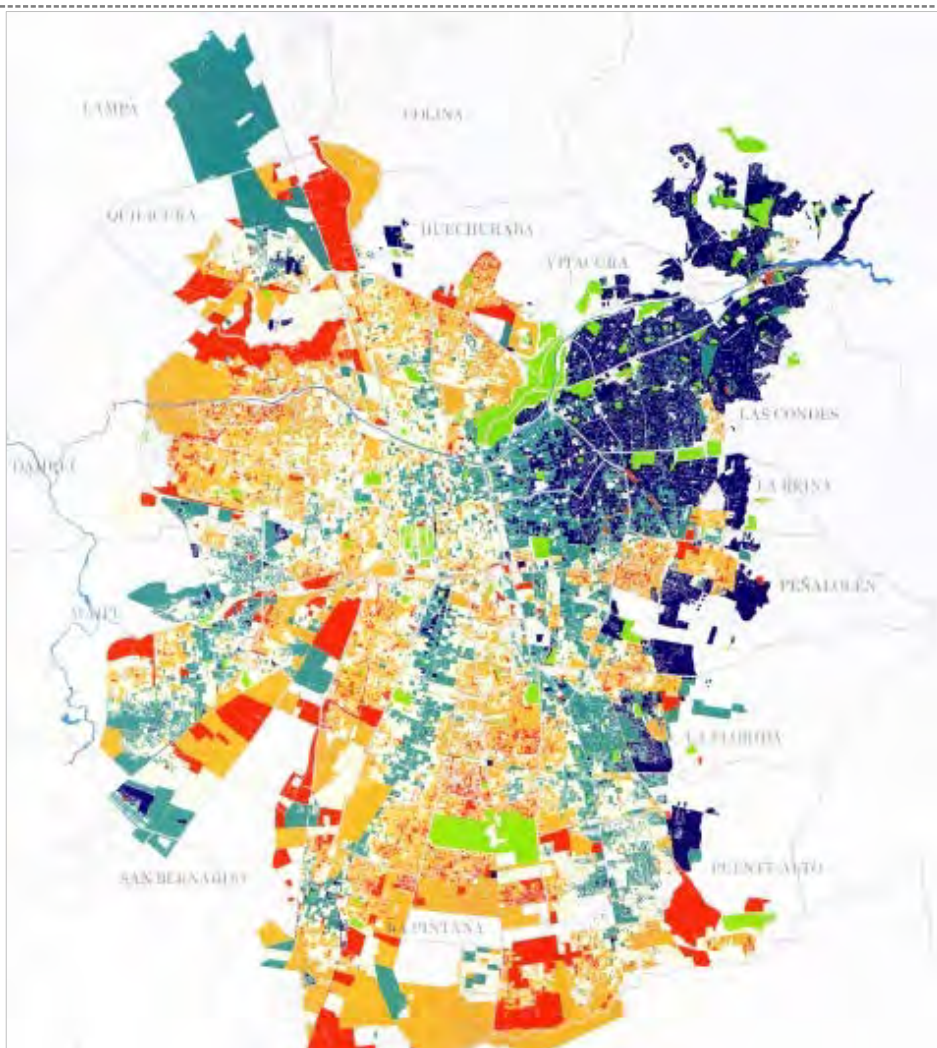 LAMPA
COLINA
QUILICURA
HUECHURABA
VITACURA
LAS CONDES
LA REINA
PEÑALOLÉN
MAIPÚ
LA FLORIDA
PUENTE ALTO
SAN BERNARDO
LA PINTANA